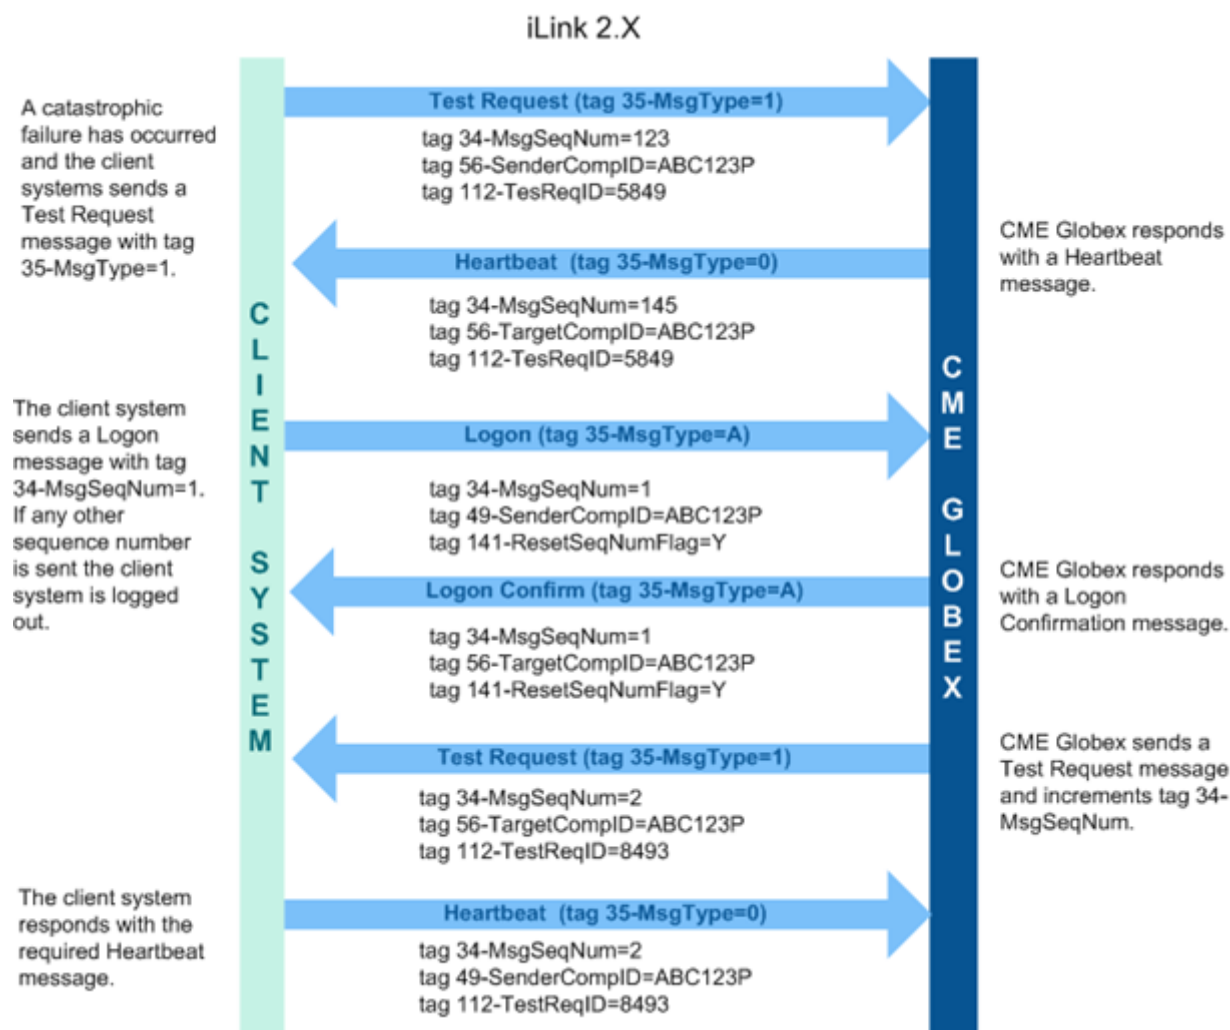 iLink 2.X
A catastrophic
failure has occurred
and the client
systems sends a
Test Request
message with tag
35-MsgType=1.
Test Request (tag 35-MsgType=1)
tag 34-MsgSeqNum=123
tag 56-SenderCompID=ABC123P
tag 112-TesReqID=5849
CME Globex responds
with a Heartbeat
message.
Heartbeat (tag 35-MsgType=0)
tag 34-MsgSeqNum=145
tag 56-TargetCompID=ABC123P
tag 112-TesReqID=5849
CLIENT SYSTEM
CME GLOBEX
The client system
sends a Logon
message with tag
34-MsgSeqNum=1.
If any other
sequence number
is sent the client
system is logged
out.
Logon (tag 35-MsgType=A)
tag 34-MsgSeqNum=1
tag 49-SenderCompID=ABC123P
tag 141-ResetSeqNumFlag=Y
CME Globex responds
with a Logon
Confirmation message.
Logon Confirm (tag 35-MsgType=A)
tag 34-MsgSeqNum=1
tag 56-TargetCompID=ABC123P
tag 141-ResetSeqNumFlag=Y
CME Globex sends a
Test Request message
and increments tag 34-
MsgSeqNum.
Test Request (tag 35-MsgType=1)
tag 34-MsgSeqNum=2
tag 56-TargetCompID=ABC123P
tag 112-TestReqID=8493
The client system
responds with the
required Heartbeat
message.
Heartbeat (tag 35-MsgType=0)
tag 34-MsgSeqNum=2
tag 49-SenderCompID=ABC123P
tag 112-TestReqID=8493